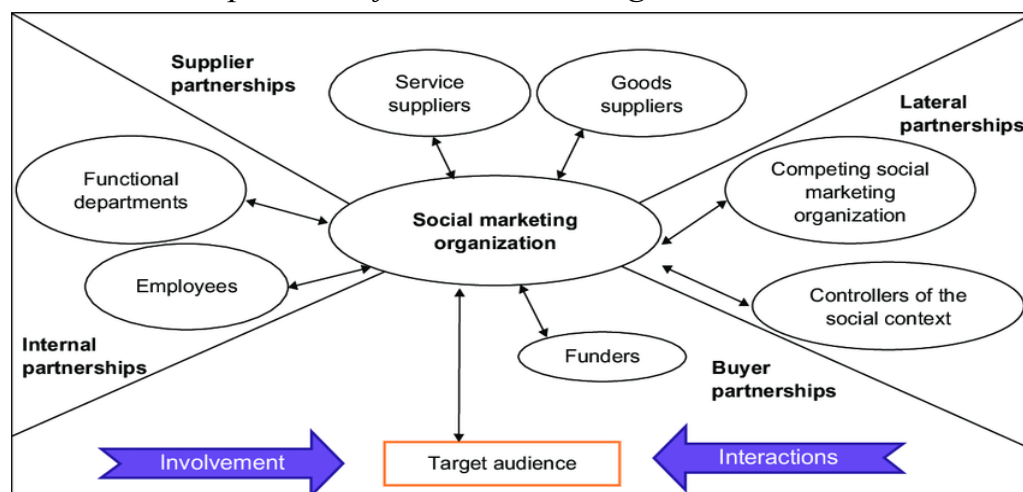 Supplier
partnerships
Service
suppliers
Goods
suppliers
Lateral
partnerships
Functional
departments
Competing social
marketing
organization
Social marketing
organization
Employees
Controllers of the
social context
Internal
partnerships
Funders
Buyer
partnerships
Involvement
Target audience
Interactions